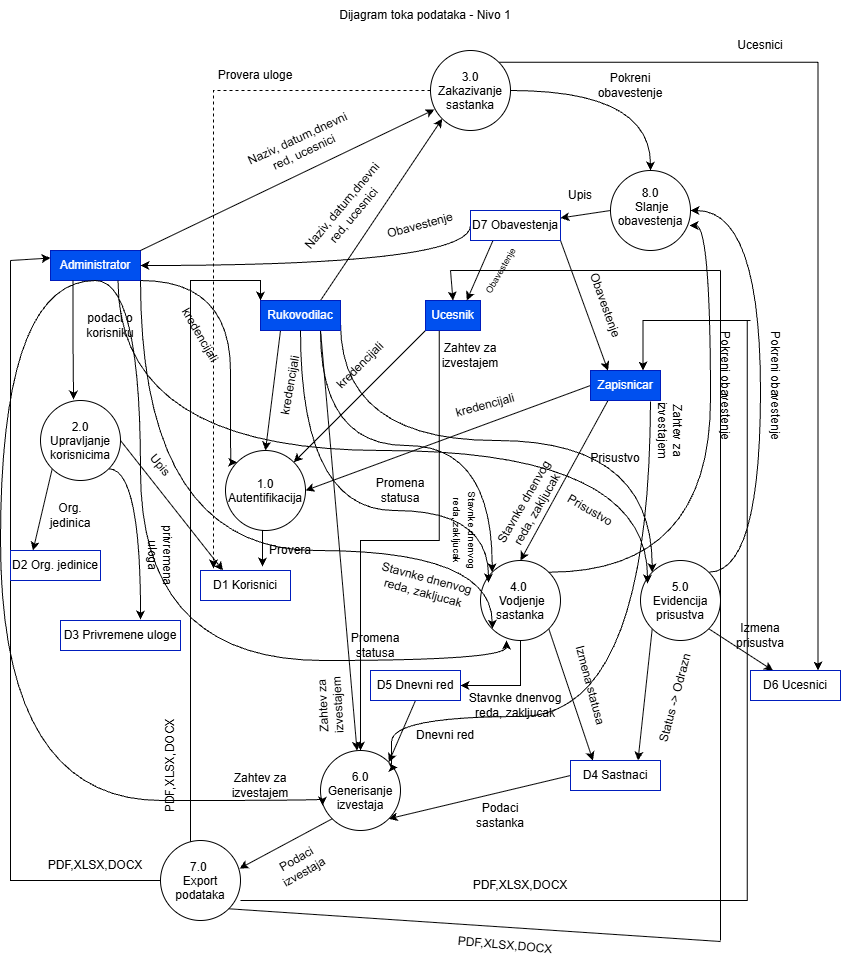 Dijagram toka podataka - Nivo 1
Ucesnici
Provera uloge
3.0
Zakazivanje
sastanka
Pokreni
obavestenje
Naziv, datum,dnevni
red, ucesnici
Naziv, datum,dnevni
red, ucesnici
8.0
Slanje
obavestenja
Upis
D7 Obavestenja
Obavestenje
Obavestenje
Obavestenje
Administrator
Rukovodilac
Ucesnik
Zapisnicar
podaci o
korisniku
kredencijali
kredencijali
kredencijali
kredencijali
Zahtev za
izvestajem
Zahtev za
izvestajem
Pokreni obavestenje
Pokreni obavestenje
2.0
Upravljanje
korisnicima
Upis
1.0
Autentifikacija
Promena
statusa
Stavnke dnenvog
reda, zakljucak
Stavnke dnenvog
reda, zakljucak
Prisustvo
Prisustvo
Org.
jedinica
privremena
uloga
Provera
D2 Org. jedinice
D1 Korisnici
Stavnke dnenvog
reda, zakljucak
4.0
Vodjenje
sastanka
5.0
Evidencija
prisustva
D3 Privremene uloge
Promena
statusa
Izmena
prisustva
Izmena statusa
Status -> Odrazn
D5 Dnevni red
D6 Ucesnici
Stavnke dnenvog
reda, zakljucak
Zahtev za
izvestajem
Dnevni red
PDF,XLSX,DOCX
Zahtev za
izvestajem
6.0
Generisanje
izvestaja
D4 Sastnaci
Podaci
sastanka
Podaci
izvestaja
PDF,XLSX,DOCX
7.0
Export
podataka
PDF,XLSX,DOCX
PDF,XLSX,DOCX